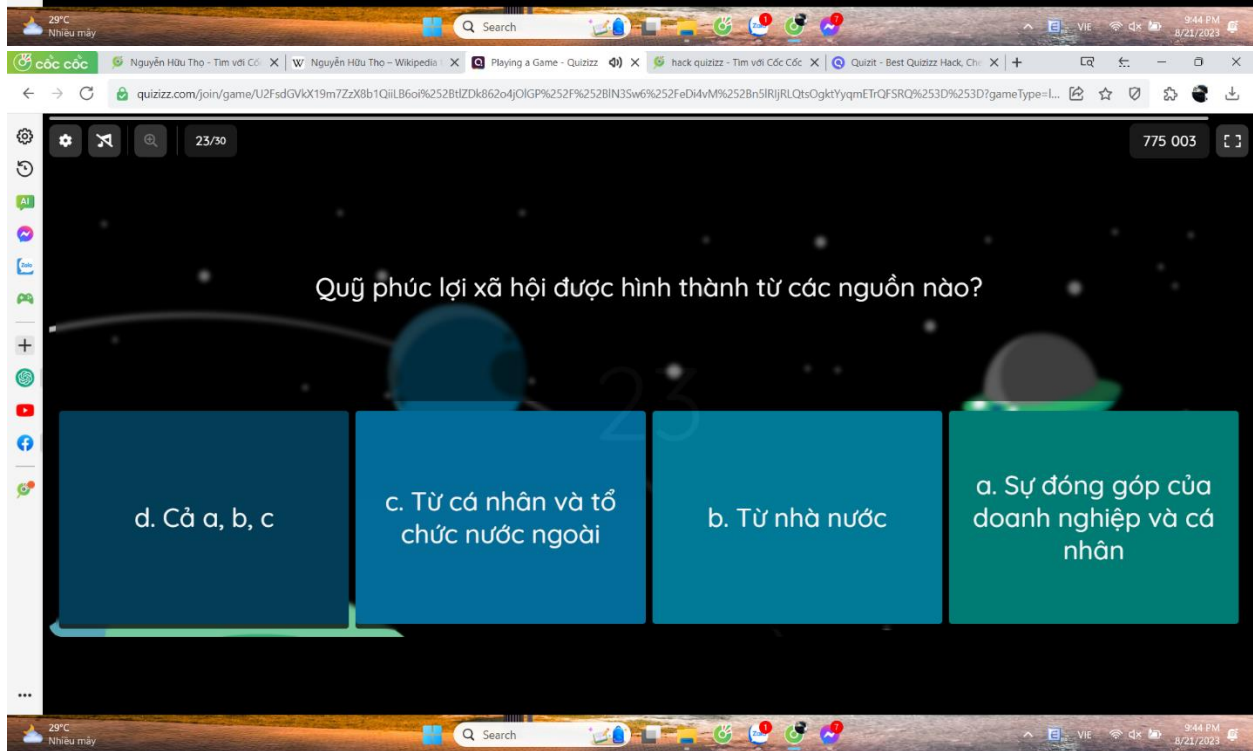 29°C
Nhiều mây
Search
VIE
9:44 PM
8/21/2023
cốc cốc
Nguyễn Hữu Thọ - Tìm với Cố
Nguyễn Hữu Thọ – Wikipedia
Playing a Game - Quizizz
hack quizizz - Tìm với Cốc Cốc
Quizit - Best Quizizz Hack, Che
23/30
775 003
AI
Zalo
Quỹ phúc lợi xã hội được hình thành từ các nguồn nào?
23
d. Cả a, b, c
c. Từ cá nhân và tổ
chức nước ngoài
b. Từ nhà nước
a. Sự đóng góp của
doanh nghiệp và cá
nhân
29°C
Nhiều mây
Search
VIE
9:44 PM
8/21/2023